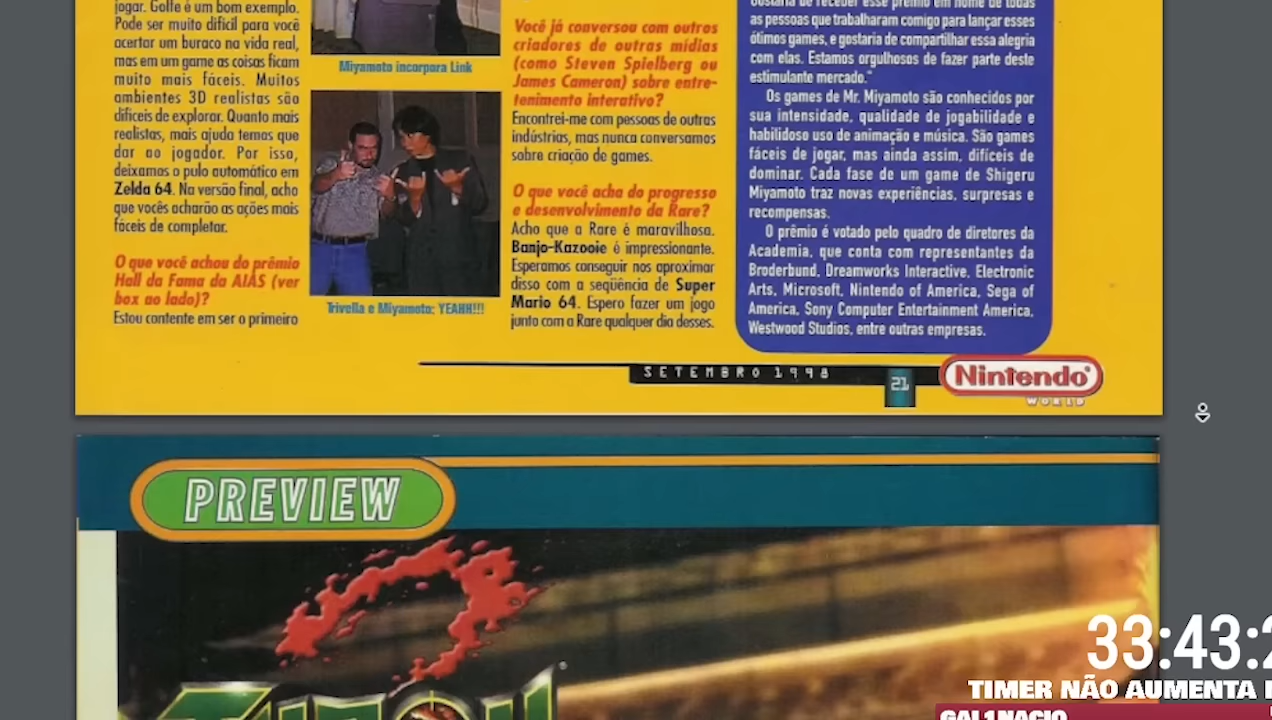 jogar. Golfe é um bom exemplo.
Pode ser muito difícil para você
acertar um buraco na vida real,
mas em um game as coisas ficam
muito mais fáceis. Muitos
ambientes 3D realistas são
difíceis de explorar. Quanto mais
realistas, mais ajuda temos que
dar ao jogador. Por isso,
deixamos o pulo automático em
Zelda 64. Na versão final, acho
que vocês acharão as ações mais
fáceis de completar.
O que você achou do prêmio
Hall da Fama da AIAS (ver
box ao lado)?
Estou contente em ser o primeiro
Miyamoto incorpora Link
Trivella e Miyamoto: YEAHH!!!
Você já conversou com outros
criadores de outras mídias
(como Steven Spielberg ou
James Cameron) sobre entre-
tenimento interativo?
Encontrei-me com pessoas de outras
indústrias, mas nunca conversamos
sobre criação de games.
O que você acha do progresso
e desenvolvimento da Rare?
Acho que a Rare é maravilhosa.
Banjo-Kazooie é impressionante.
Esperamos conseguir nos aproximar
disso com a seqüência de Super
Mario 64. Espero fazer um jogo
junto com a Rare qualquer dia desses.
Gostaria de receber esse prêmio em nome de todas
as pessoas que trabalharam comigo para lançar esses
ótimos games, e gostaria de compartilhar essa alegria
com elas. Estamos orgulhosos de fazer parte deste
estimulante mercado."
Os games de Mr. Miyamoto são conhecidos por
sua intensidade, qualidade de jogabilidade e
habilidoso uso de animação e música. São games
fáceis de jogar, mas ainda assim, difíceis de
dominar. Cada fase de um game de Shigeru
Miyamoto traz novas experiências, surpresas e
recompensas.
O prêmio é votado pelo quadro de diretores da
Academia, que conta com representantes da
Broderbund, Dreamworks Interactive, Electronic
Arts, Microsoft, Nintendo of America, Sega of
America, Sony Computer Entertainment America,
Westwood Studios, entre outras empresas.
SETEMBRO 1998
21
Nintendo
WORLD
PREVIEW
2
TUROK
33:43:2
TIMER NÃO AUMENTA
GAL1NACIO